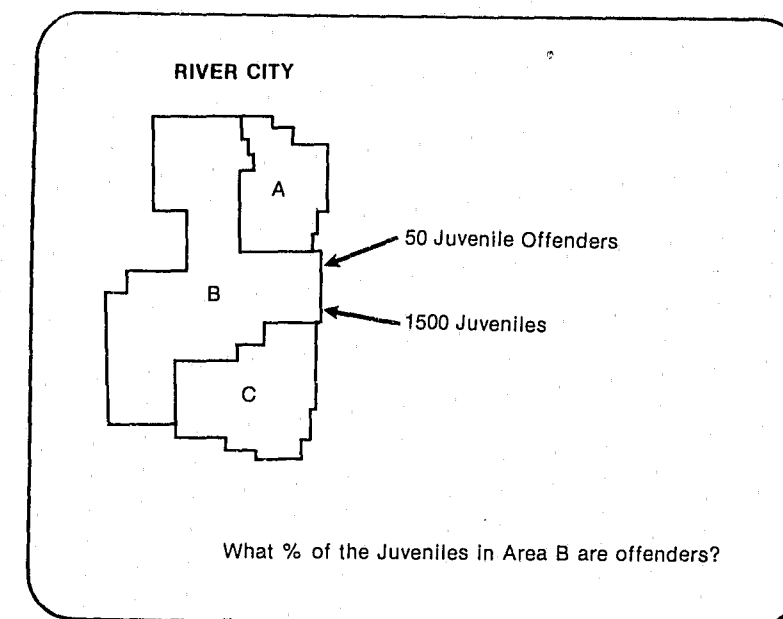 RIVER CITY
A
50 Juvenile Offenders
B
1500 Juveniles
C
What % of the Juveniles in Area B are offenders?